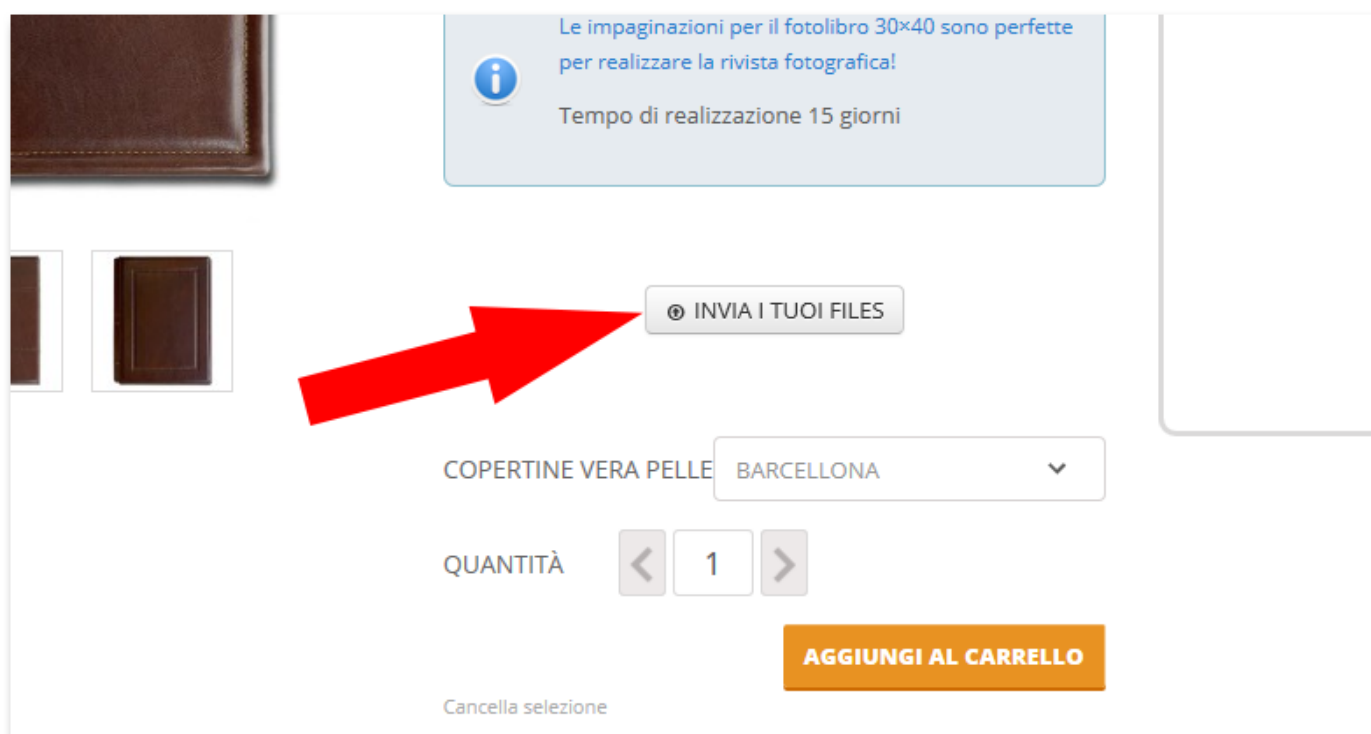 Le impaginazioni per il fotolibro 30×40 sono perfette
per realizzare la rivista fotografica!
Tempo di realizzazione 15 giorni
INVIA I TUOI FILES
COPERTINE VERA PELLE BARCELLONA
QUANTITÀ 1
AGGIUNGI AL CARRELLO
Cancella selezione